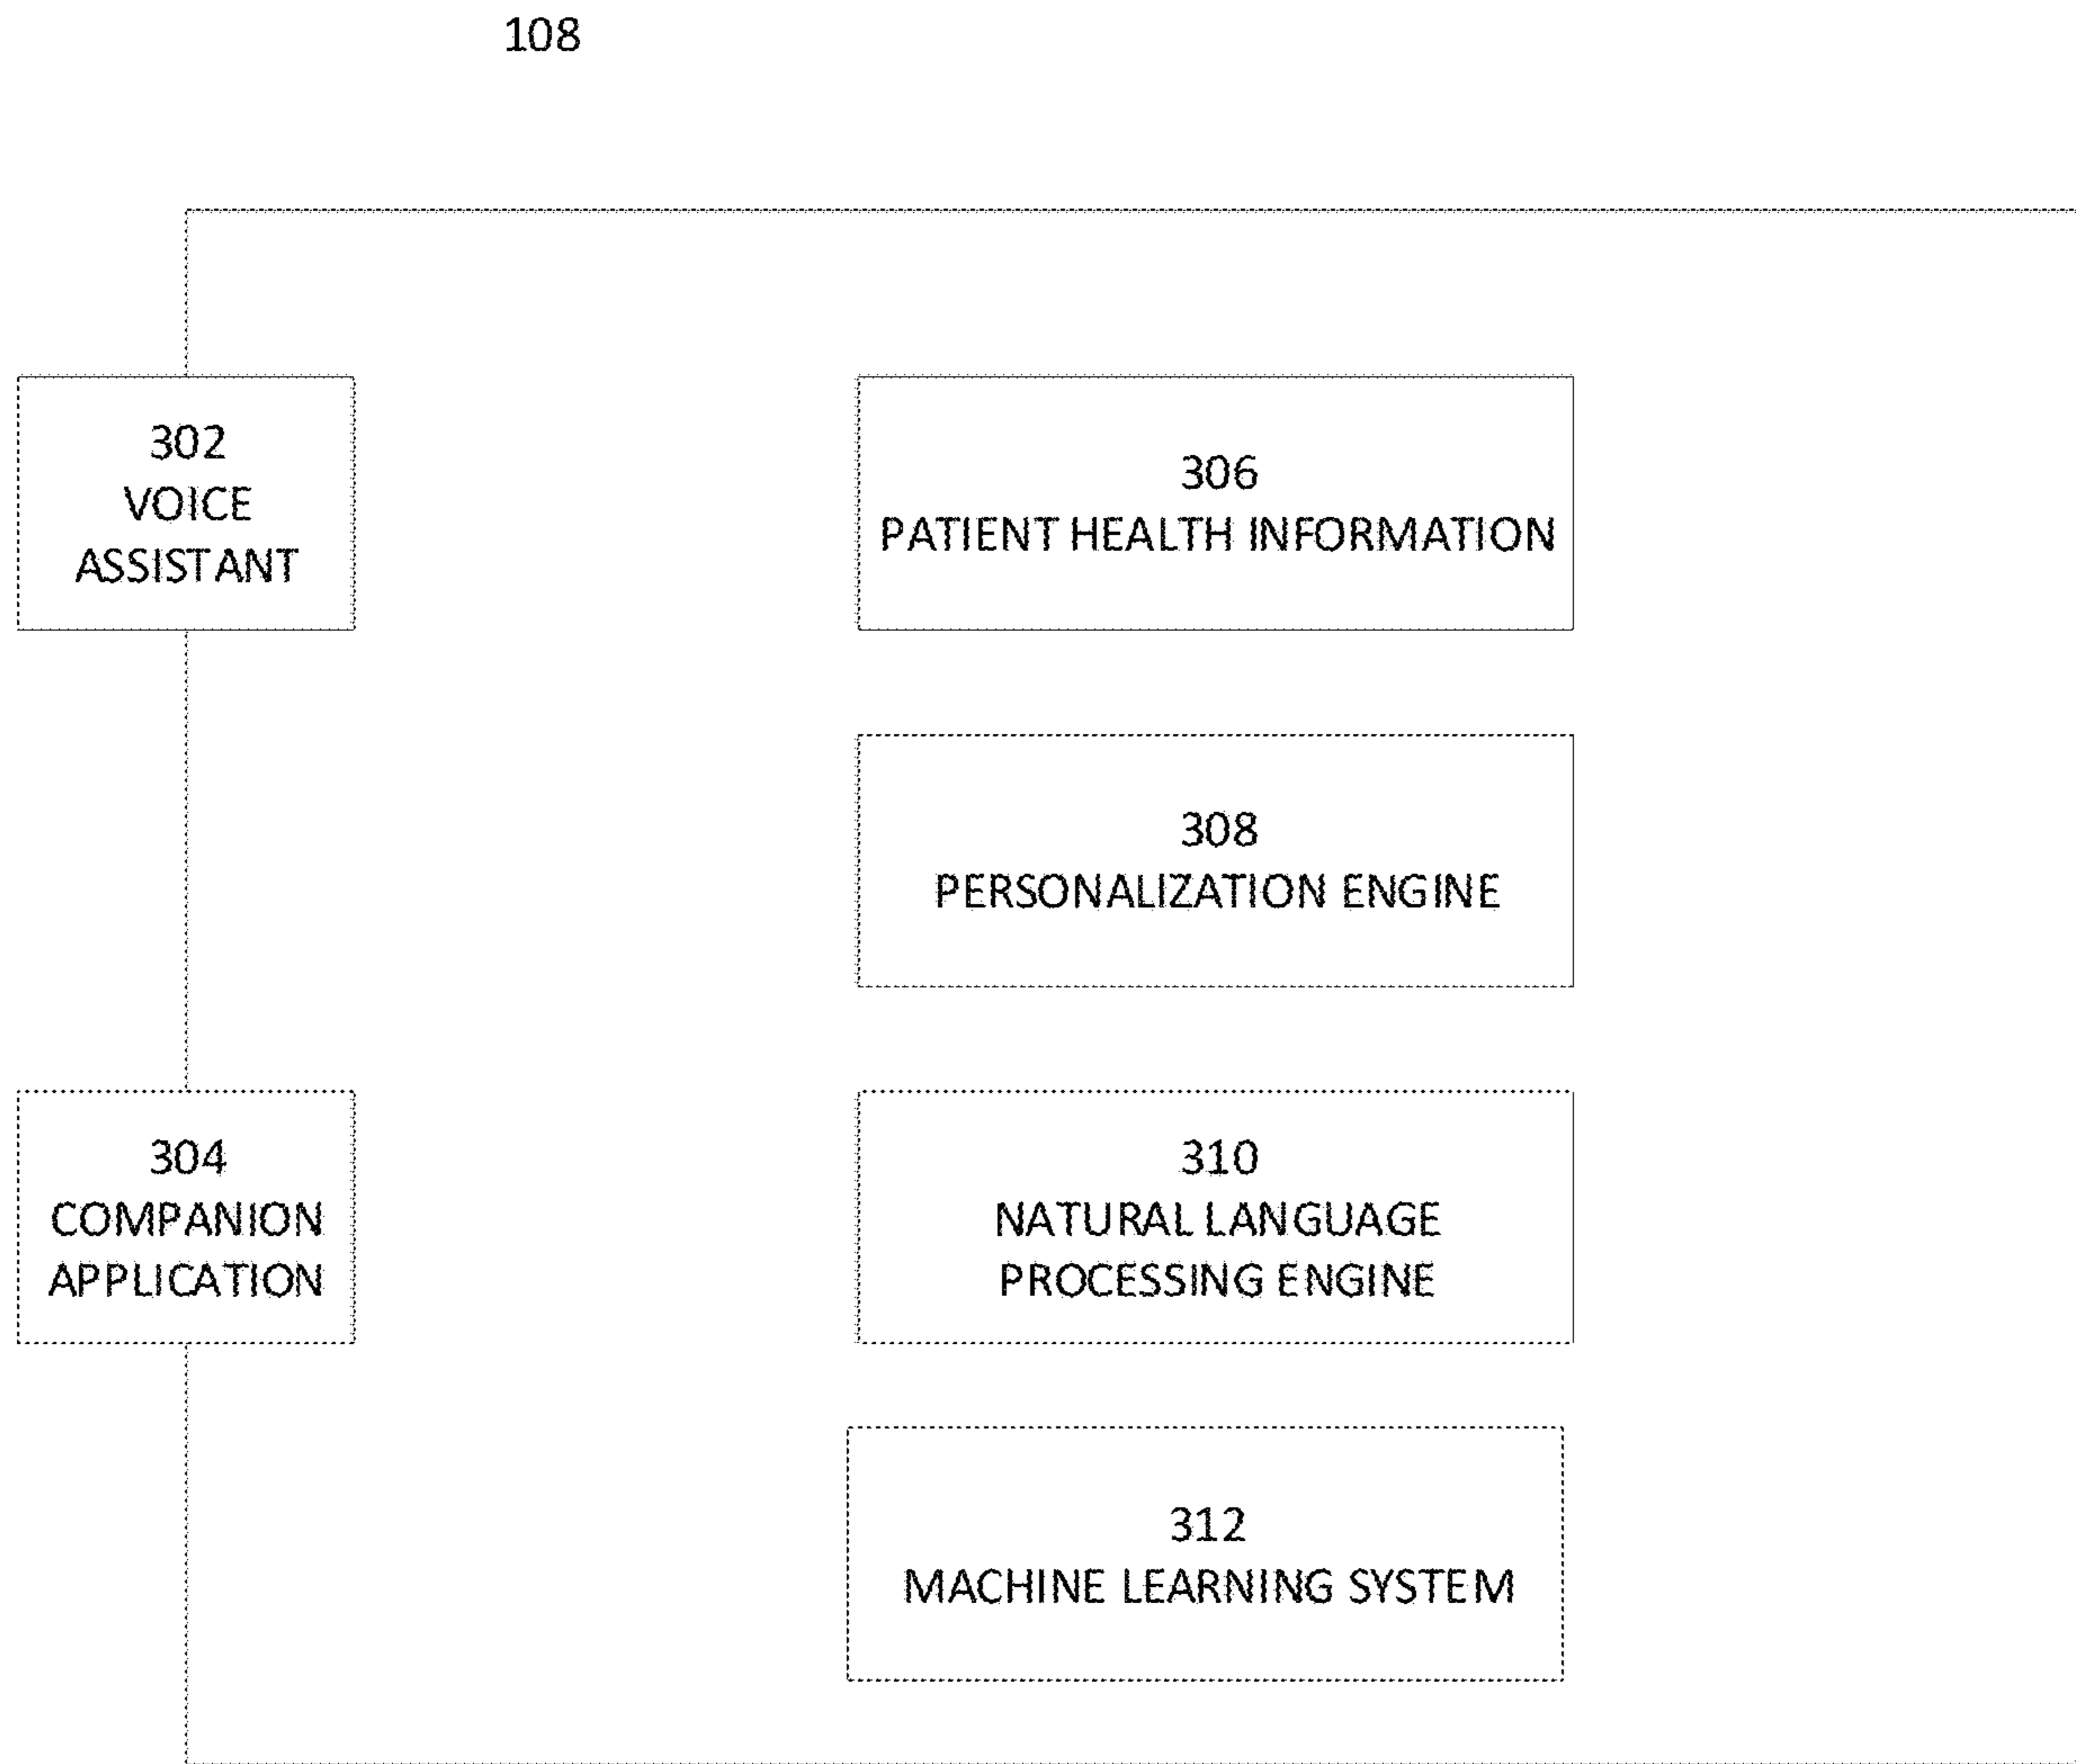 108
302
VOICE
ASSISTANT
306
PATIENT HEALTH INFORMATION
308
PERSONALIZATION ENGINE
304
COMPANION
APPLICATION
310
NATURAL LANGUAGE
PROCESSING ENGINE
312
MACHINE LEARNING SYSTEM